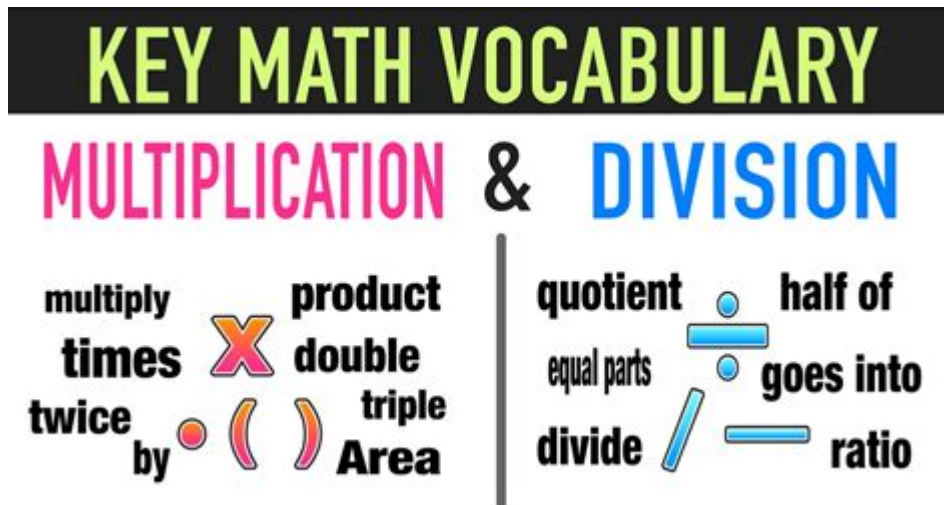 KEY MATH VOCABULARY
MULTIPLICATION & DIVISION
multiply product
times X double
twice • ( ) triple
by Area
quotient ÷ half of
equal parts goes into
divide / — ratio